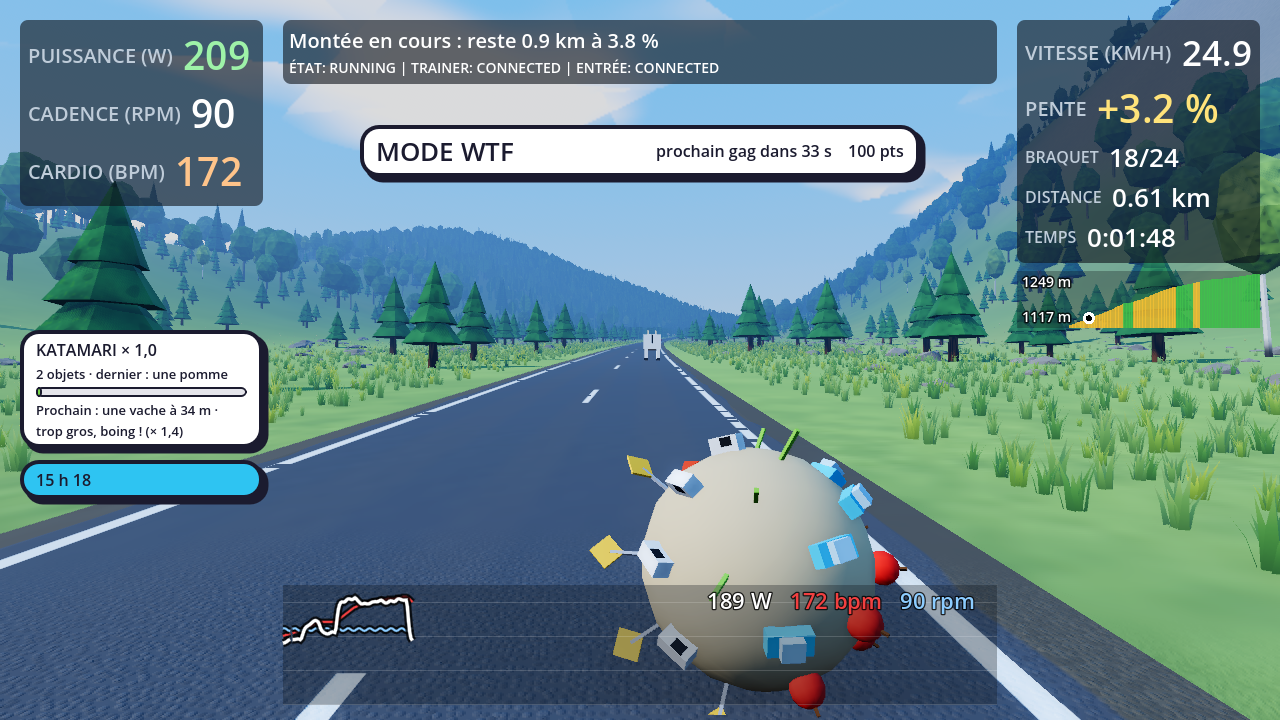 PUISSANCE (W) 209
CADENCE (RPM) 90
CARDIO (BPM) 172
Montée en cours : reste 0.9 km à 3.8 %
ÉTAT: RUNNING | TRAINER: CONNECTED | ENTRÉE: CONNECTED
MODE WTF prochain gag dans 33 s 100 pts
VITESSE (KM/H) 24.9
PENTE +3.2 %
BRAQUET 18/24
DISTANCE 0.61 km
TEMPS 0:01:48
1249 m
1117 m
KATAMARI × 1,0
2 objets · dernier : une pomme
Prochain : une vache à 34 m ·
trop gros, boing ! (× 1,4)
15 h 18
189 W 172 bpm 90 rpm